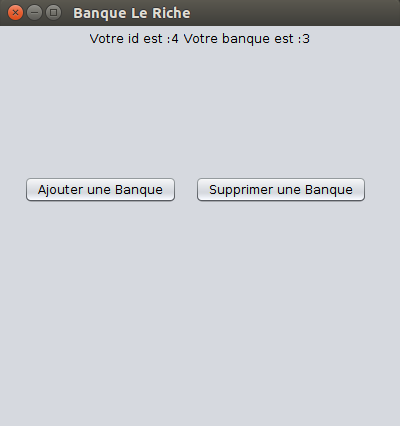 Banque Le Riche
Votre id est :4 Votre banque est :3
Ajouter une Banque
Supprimer une Banque